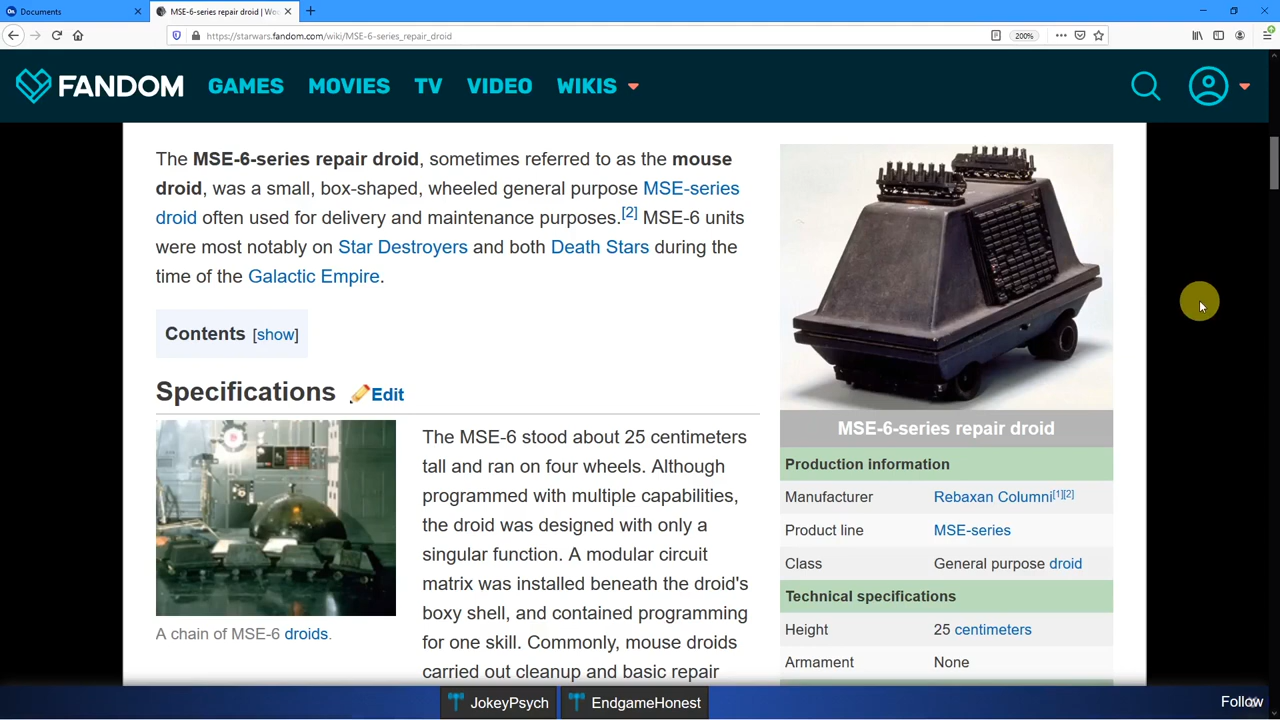 Documents
MSE-6-series repair droid | Wo
https://starwars.fandom.com/wiki/MSE-6-series_repair_droid
200%
FANDOM
GAMES
MOVIES
TV
VIDEO
WIKIS
The MSE-6-series repair droid, sometimes referred to as the mouse
droid, was a small, box-shaped, wheeled general purpose MSE-series
droid often used for delivery and maintenance purposes.[2] MSE-6 units
were most notably on Star Destroyers and both Death Stars during the
time of the Galactic Empire.
Contents [show]
Specifications Edit
The MSE-6 stood about 25 centimeters
tall and ran on four wheels. Although
programmed with multiple capabilities,
the droid was designed with only a
singular function. A modular circuit
matrix was installed beneath the droid's
boxy shell, and contained programming
for one skill. Commonly, mouse droids
carried out cleanup and basic repair
A chain of MSE-6 droids.
MSE-6-series repair droid
Production information
Manufacturer Rebaxan Columni[1][2]
Product line MSE-series
Class General purpose droid
Technical specifications
Height 25 centimeters
Armament None
JokeyPsych
EndgameHonest
Follow